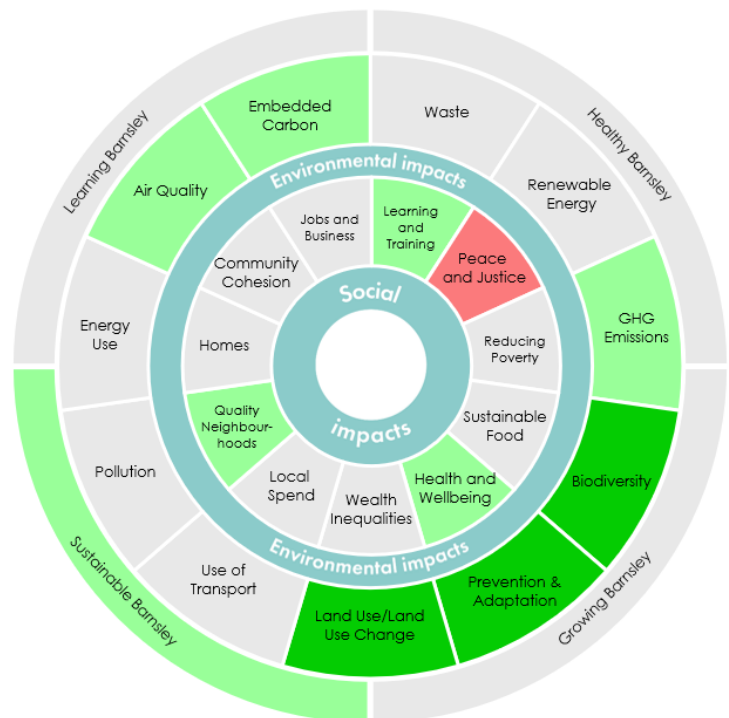 Learning Barnsley
Healthy Barnsley
Growing Barnsley
Sustainable Barnsley
Embedded
Carbon
Waste
Renewable
Energy
GHG
Emissions
Biodiversity
Prevention &
Adaptation
Land Use/Land
Use Change
Use of
Transport
Pollution
Energy
Use
Air Quality
Environmental impacts
Environmental impacts
Jobs and
Business
Learning
and
Training
Peace
and Justice
Reducing
Poverty
Sustainable
Food
Health and
Wellbeing
Wealth
Inequalities
Local
Spend
Quality
Neighbour-
hoods
Homes
Community
Cohesion
Social
impacts